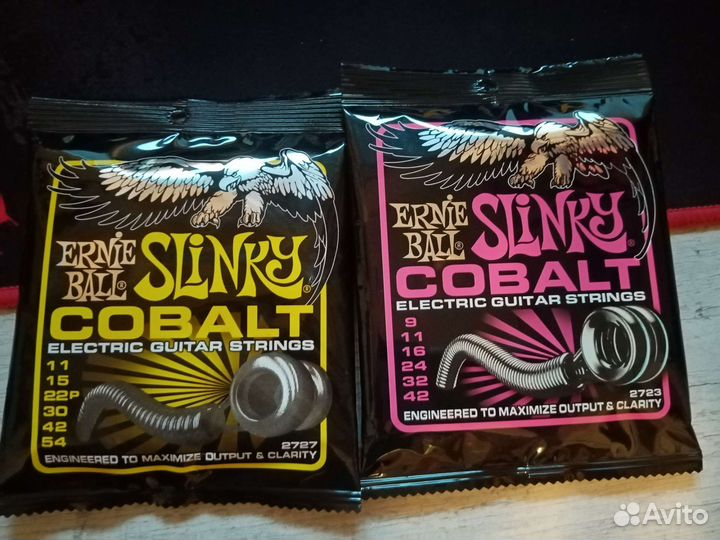 ERNIE BALL® SLINKY®
COBALT
ELECTRIC GUITAR STRINGS
11
15
22P
30
42
54
2727
ENGINEERED TO MAXIMIZE OUTPUT & CLARITY
ERNIE BALL® SLINKY®
COBALT
ELECTRIC GUITAR STRINGS
9
11
16
24
32
42
2723
ENGINEERED TO MAXIMIZE OUTPUT & CLARITY
Avito